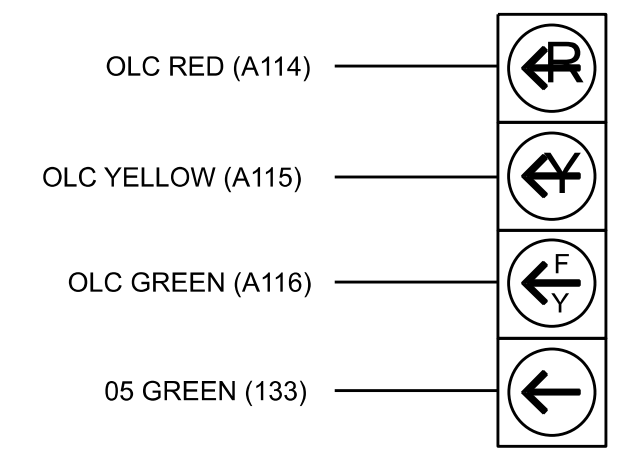 OLC RED (A114)
R
OLC YELLOW (A115)
Y
OLC GREEN (A116)
F
Y
05 GREEN (133)